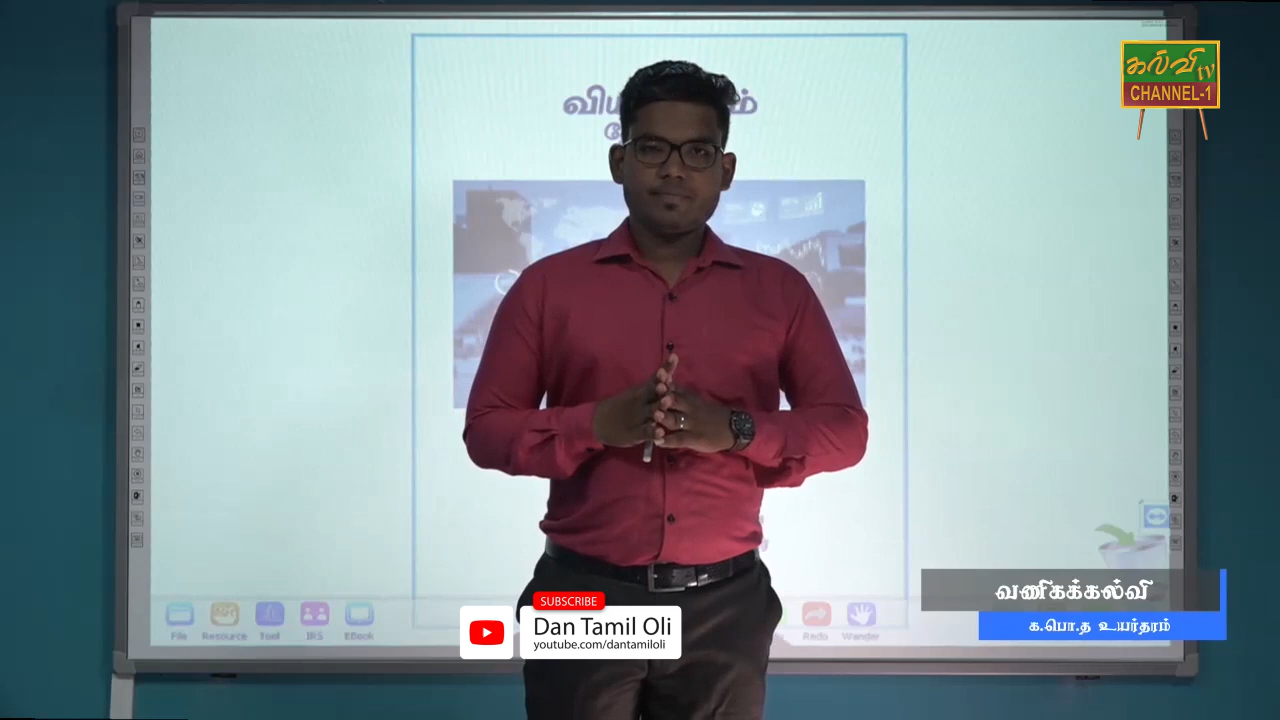 கல்வி tv
CHANNEL-1
வணிகக்கல்வி
க.பொ.த உயர்தரம்
SUBSCRIBE
Dan Tamil Oli
youtube.com/dantamiloli
File
Resource
Tool
IRS
EBook
Redo
Wander